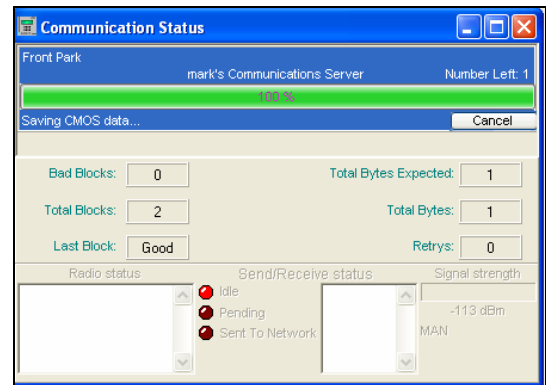 Communication Status
Front Park
mark's Communications Server Number Left: 1
100 %
Saving CMOS data... Cancel
Bad Blocks: 0 Total Bytes Expected: 1
Total Blocks: 2 Total Bytes: 1
Last Block: Good Retrys: 0
Radio status Send/Receive status Signal strength
Idle
Pending -113 dBm
Sent To Network MAN